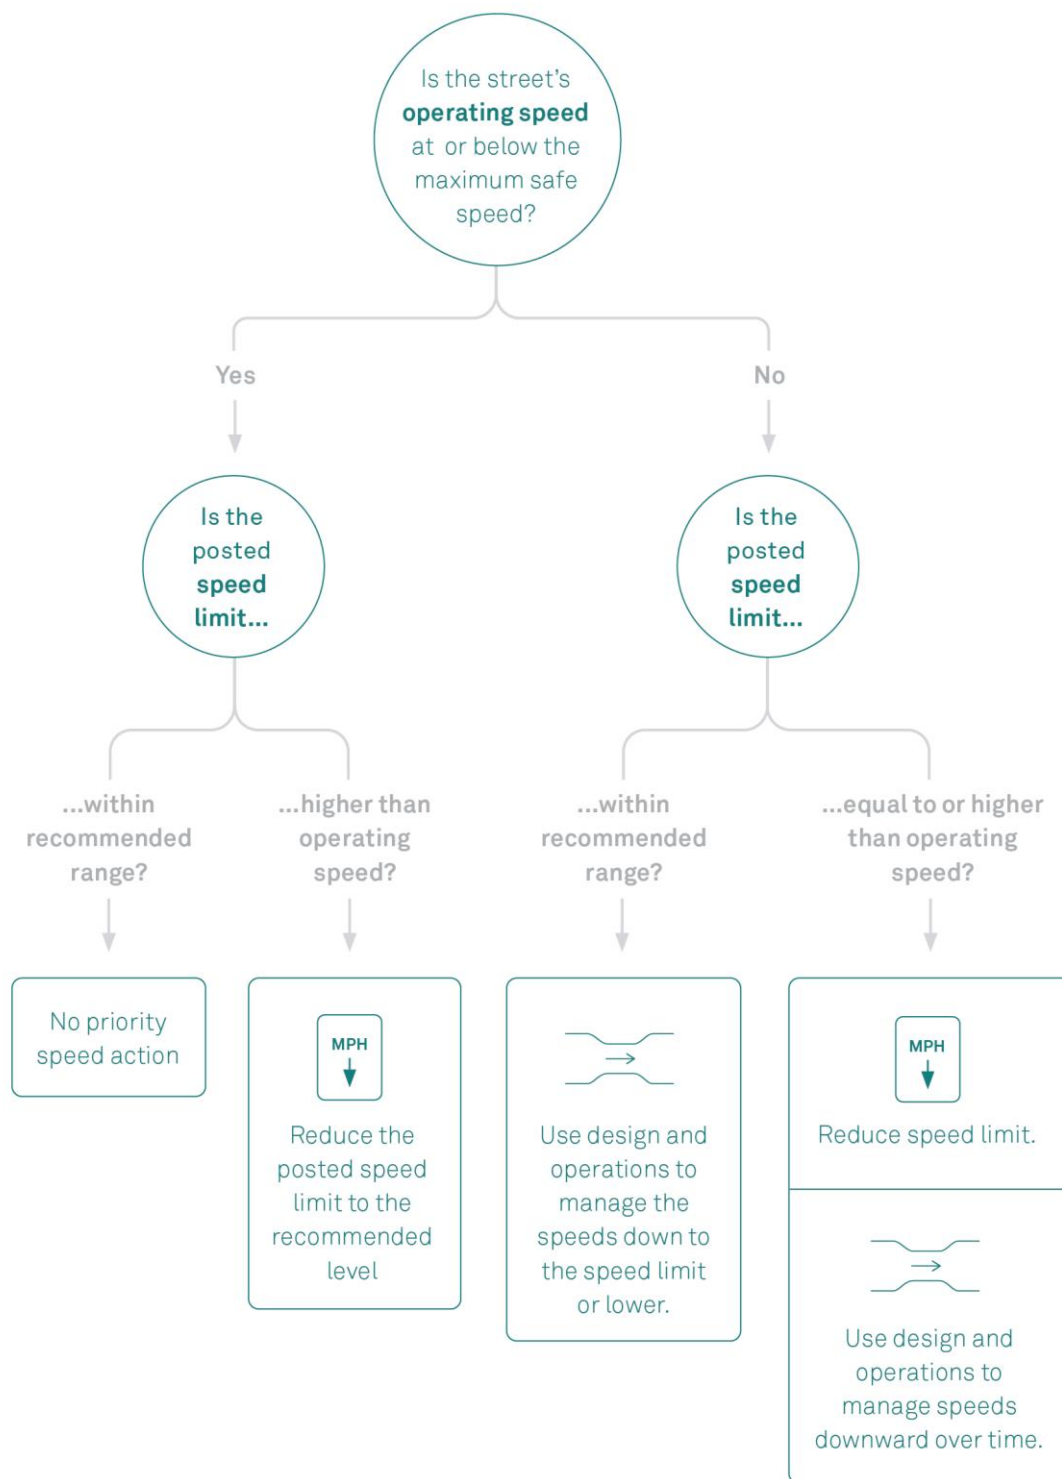 Is the street's
operating speed
at or below the
maximum safe
speed?
Yes
No
Is the
posted
speed
limit...
Is the
posted
speed
limit...
...within
recommended
range?
...higher than
operating
speed?
...within
recommended
range?
...equal to or higher
than operating
speed?
No priority
speed action
MPH
Reduce the
posted speed
limit to the
recommended
level
Use design and
operations to
manage the
speeds down to
the speed limit
or lower.
MPH
Reduce speed limit.
Use design and
operations to
manage speeds
downward over time.